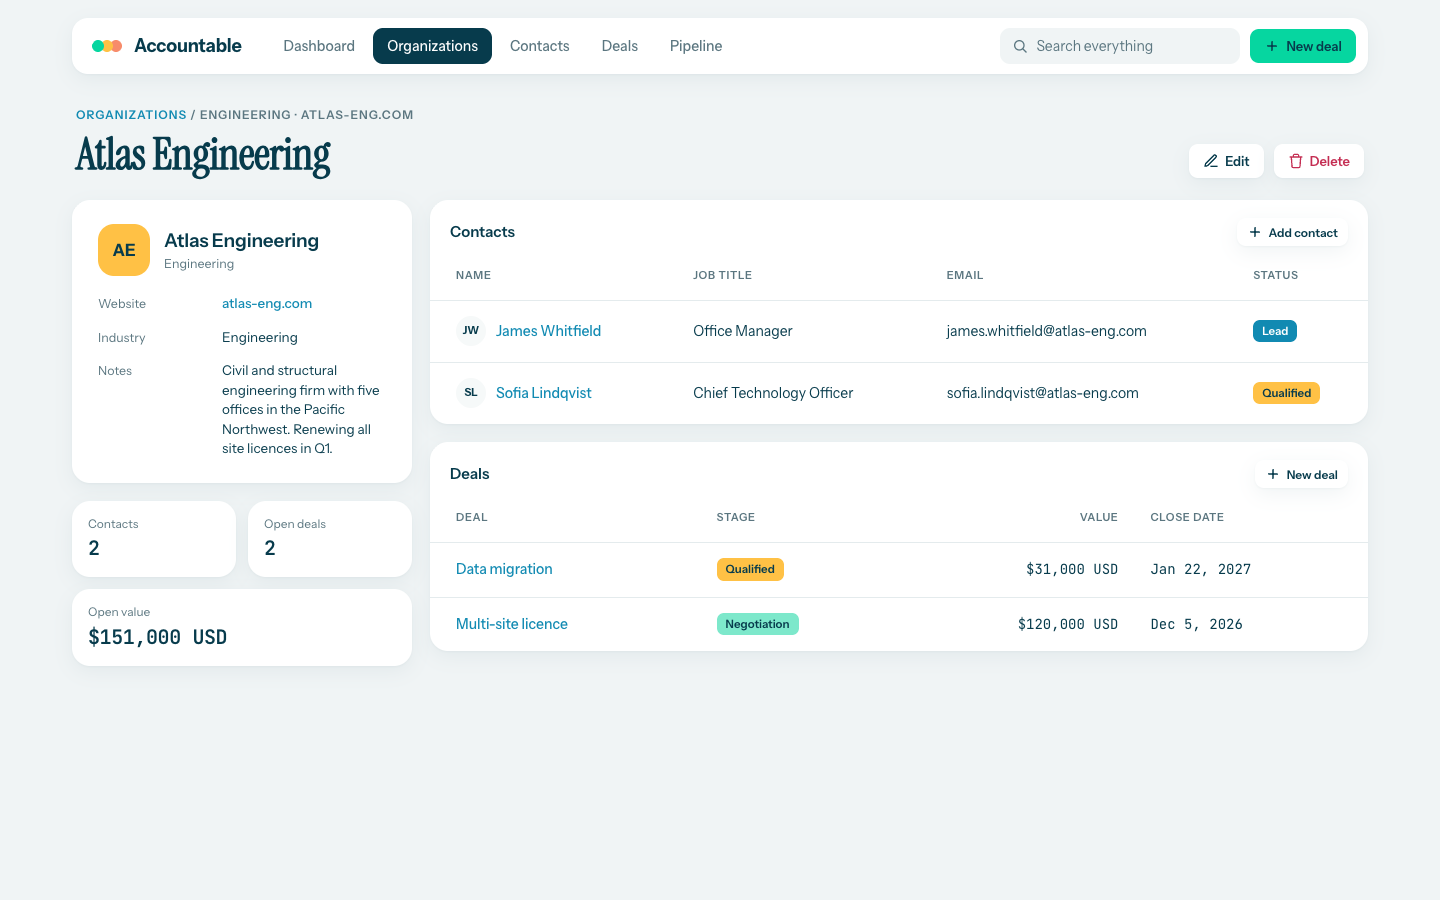 Accountable
Dashboard
Organizations
Contacts
Deals
Pipeline
Search everything
New deal
ORGANIZATIONS / ENGINEERING · ATLAS-ENG.COM
Atlas Engineering
Edit
Delete
AE
Atlas Engineering
Engineering
Website
atlas-eng.com
Industry
Engineering
Notes
Civil and structural
engineering firm with five
offices in the Pacific
Northwest. Renewing all
site licences in Q1.
Contacts
2
Open deals
2
Open value
$151,000 USD
Contacts
Add contact
NAME JOB TITLE EMAIL STATUS
JW James Whitfield Office Manager james.whitfield@atlas-eng.com Lead
SL Sofia Lindqvist Chief Technology Officer sofia.lindqvist@atlas-eng.com Qualified
Deals
New deal
DEAL STAGE VALUE CLOSE DATE
Data migration Qualified $31,000 USD Jan 22, 2027
Multi-site licence Negotiation $120,000 USD Dec 5, 2026